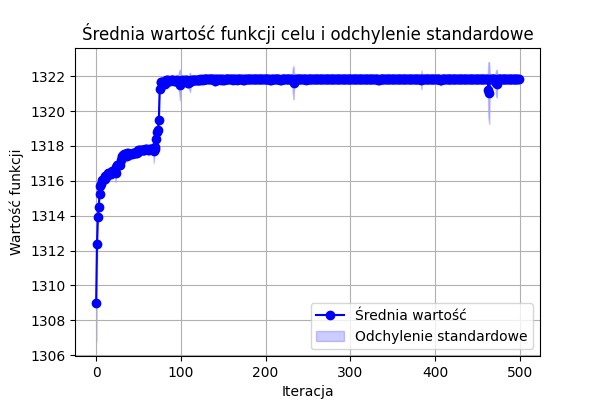 Średnia wartość funkcji celu i odchylenie standardowe
Wartość funkcji
1322
1320
1318
1316
1314
1312
1310
1308
1306
Średnia wartość
Odchylenie standardowe
0 100 200 300 400 500
Iteracja